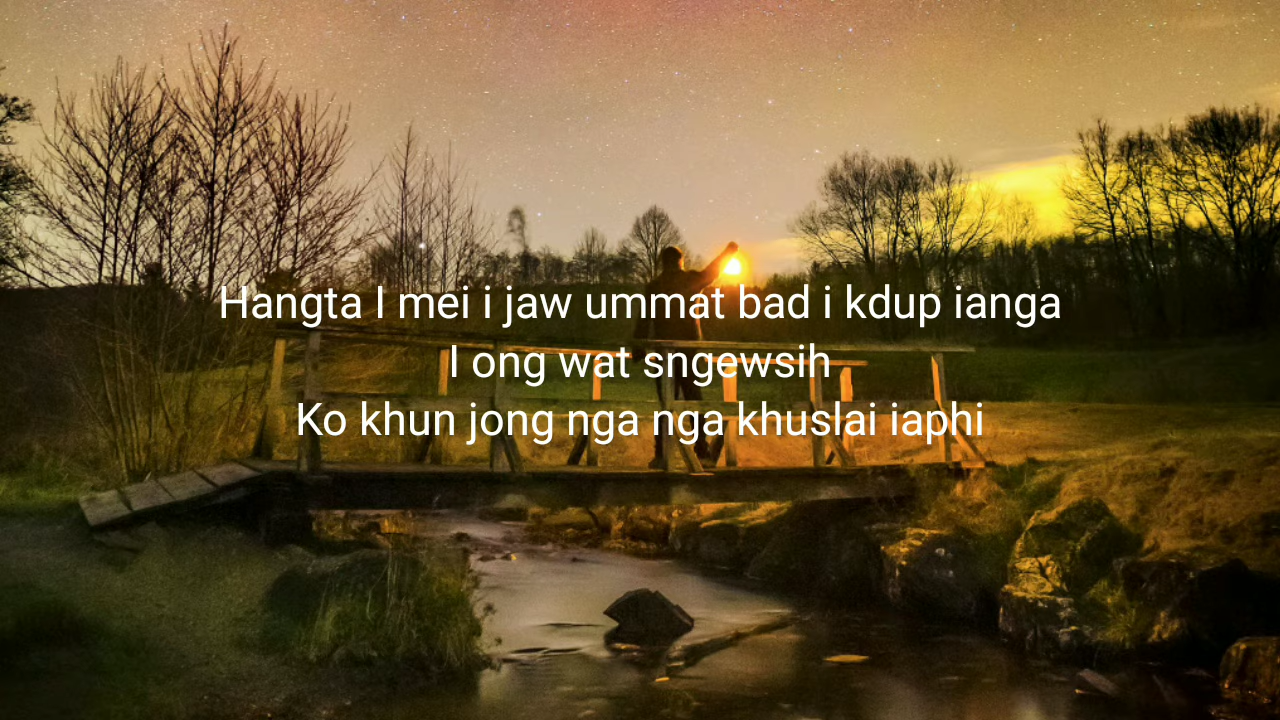 Hangta I mei i jaw ummat bad i kdup ianga
I ong wat sngewsih
Ko khun jong nga nga khuslai iaphi